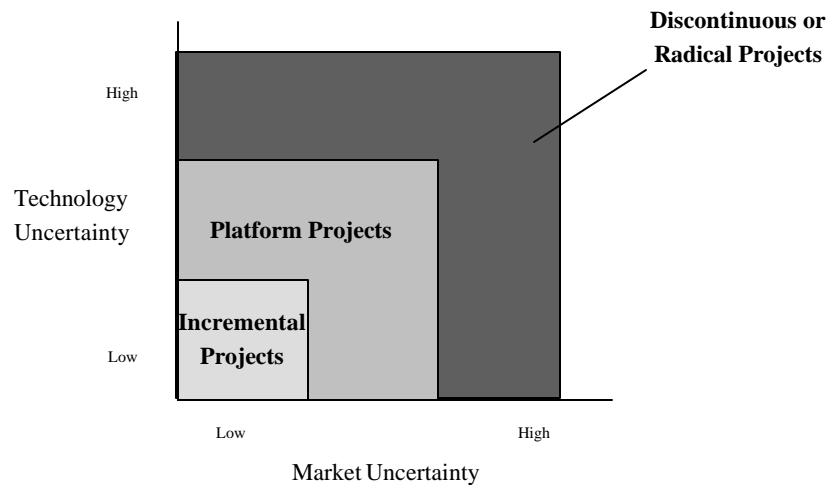 Discontinuous or
Radical Projects
High
Technology
Uncertainty
Platform Projects
Incremental
Projects
Low
Low
High
Market Uncertainty